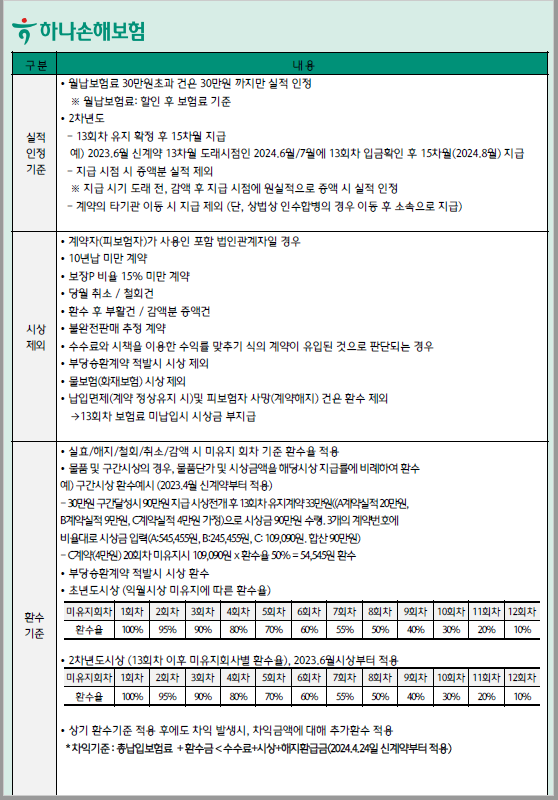 하나손해보험
구분 내용
실적
인정
기준
• 월납보험료 30만원초과 건은 30만원 까지만 실적 인정
※ 월납보험료: 할인 후 보험료 기준
• 2차년도
- 13회차 유지 확정 후 15차월 지급
예) 2023.6월 신계약 13차월 도래시점인 2024.6월/7월에 13회차 입금확인 후 15차월(2024.8월) 지급
- 지급 시점 시 증액분 실적 제외
※ 지급 시기 도래 전, 감액 후 지급 시점에 원실적으로 증액 시 실적 인정
- 계약의 타기관 이동 시 지급 제외 (단, 상법상 인수합병의 경우 이동 후 소속으로 지급)
시상
제외
• 계약자(피보험자)가 사용인 포함 법인관계자일 경우
• 10년납 미만 계약
• 보장P 비율 15% 미만 계약
• 당월 취소 / 철회건
• 환수 후 부활건 / 감액분 증액건
• 불완전판매 추정 계약
• 수수료와 시책을 이용한 수익률을 맞추기 식의 계약이 유입된 것으로 판단되는 경우
• 부당승환계약 적발시 시상 제외
• 물보험(화재보험) 시상 제외
• 납입면제(계약 정상유지 시)및 피보험자 사망(계약해지) 건은 환수 제외
→13회차 보험료 미납입시 시상금 부지급
환수
기준
• 실효/해지/철회/취소/감액 시 미유지 회차 기준 환수율 적용
• 물품 및 구간시상의 경우, 물품단가 및 시상금액을 해당시상 지급률에 비례하여 환수
예) 구간시상 환수예시 (2023.4월 신계약부터 적용)
- 30만원 구간달성시 90만원 지급 시상전개 후 13회차 유지계약 33만원((A계약실적 20만원,
B계약실적 9만원, C계약실적 4만원 가정)으로 시상금 90만원 수령. 3개의 계약번호에
비율대로 시상금 입력(A:545,455원, B:245,455원, C: 109,090원. 합산 90만원)
- C계약(4만원) 20회차 미유지시 109,090원 x 환수율 50% = 54,545원 환수
• 부당승환계약 적발시 시상 환수
• 초년도시상 (익월시상 미유지에 따른 환수율)
미유지회차 1회차 2회차 3회차 4회차 5회차 6회차 7회차 8회차 9회차 10회차 11회차 12회차
환수율 100% 95% 90% 80% 70% 60% 55% 50% 40% 30% 20% 10%
• 2차년도시상 (13회차 이후 미유지회사별 환수율), 2023.6월시상부터 적용
미유지회차 1회차 2회차 3회차 4회차 5회차 6회차 7회차 8회차 9회차 10회차 11회차 12회차
환수율 100% 95% 90% 80% 70% 60% 55% 50% 40% 30% 20% 10%
• 상기 환수기준 적용 후에도 차익 발생시, 차익금액에 대해 추가환수 적용
*차익기준 : 총납입보험료 + 환수금 < 수수료+시상+해지환급금(2024.4.24일 신계약부터 적용)